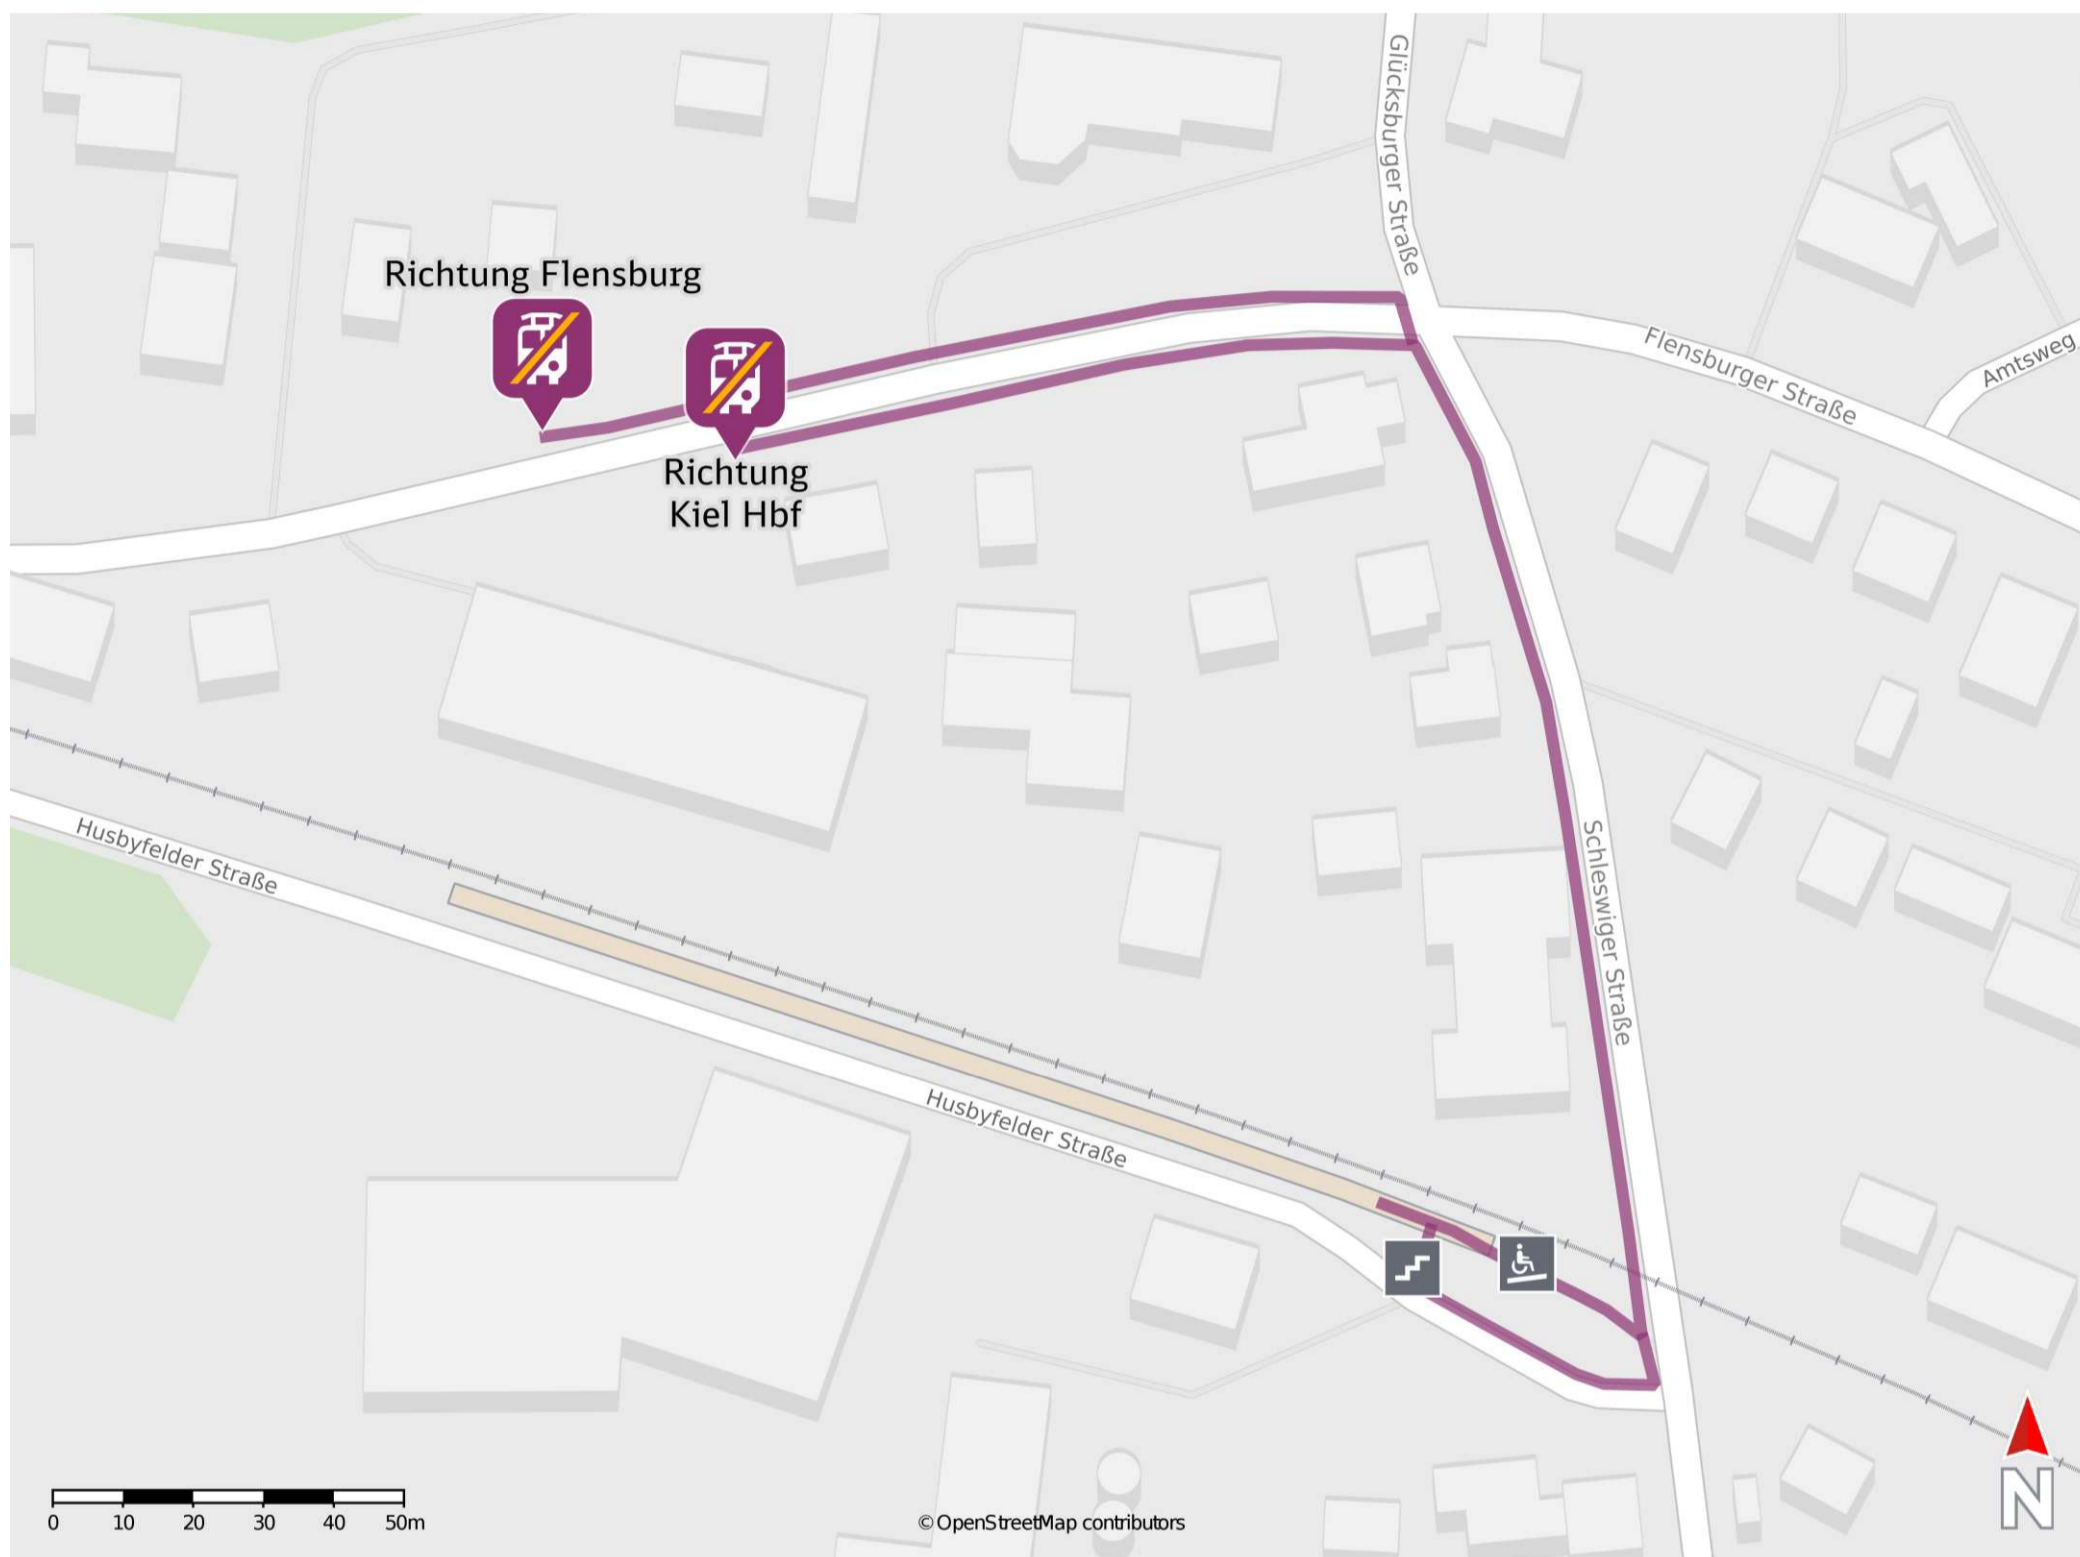 Glücksburger Straße
Richtung Flensburg
Flensburger Straße
Amtsweg
Richtung
Kiel Hbf
Husbyfelder Straße
Schleswiger Straße
Husbyfelder Straße
N
0 10 20 30 40 50m
© OpenStreetMap contributors